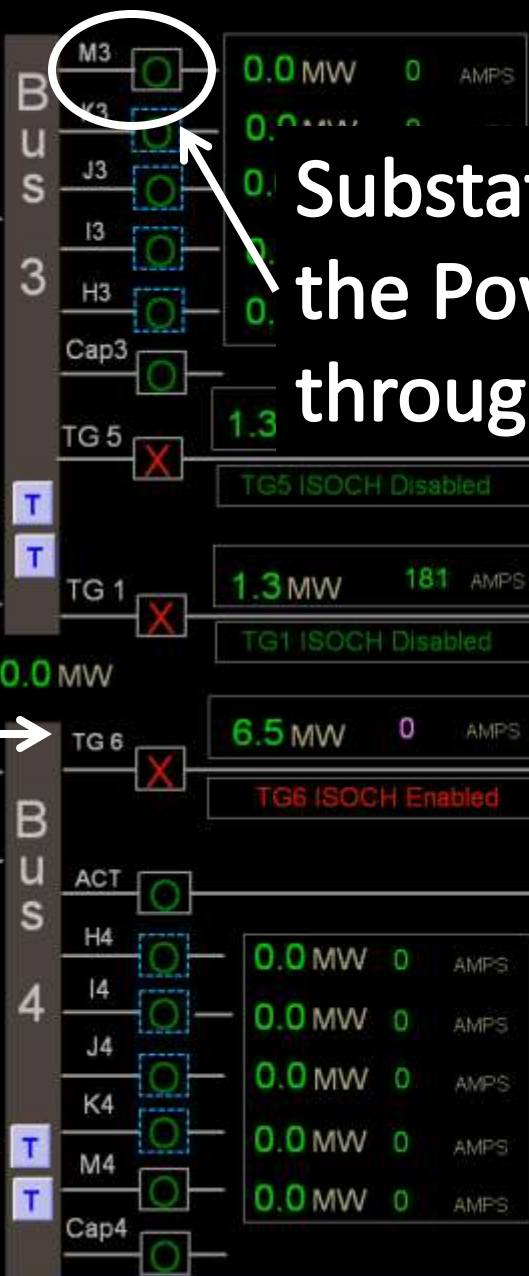 Bus 3
M3 O 0.0 MW 0 AMPS
K3 O
J3 O
I3 O
H3 O
Substat
the Pow
throug
Cap3 O
TG 5 X 1.3
TG5 ISOCH Disabled
T
T
TG 1 X 1.3 MW 181 AMPS
TG1 ISOCH Disabled
0.0 MW
TG 6 X 6.5 MW 0 AMPS
TG6 ISOCH Enabled
Bus 4
ACT O
H4 O 0.0 MW 0 AMPS
I4 O 0.0 MW 0 AMPS
J4 O 0.0 MW 0 AMPS
K4 O 0.0 MW 0 AMPS
T
M4 O 0.0 MW 0 AMPS
T
Cap4 O